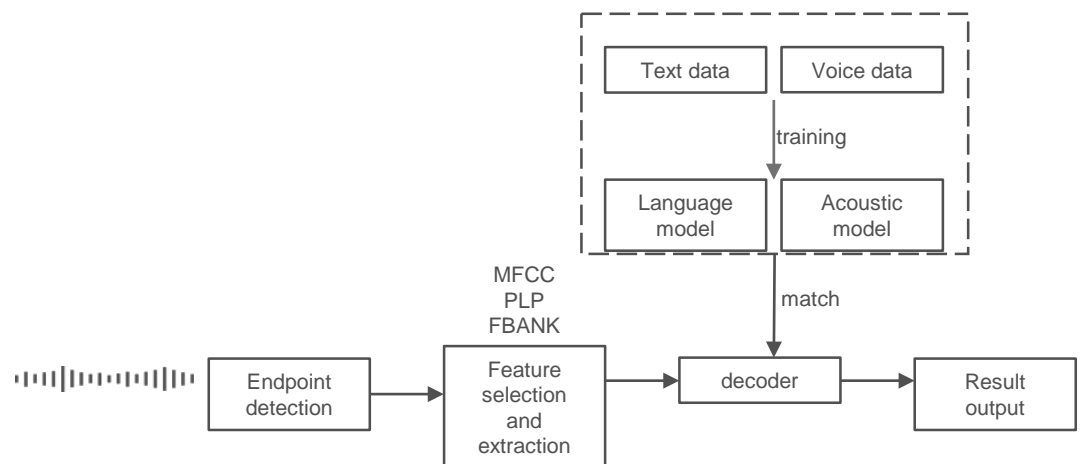 Text data
Voice data
training
Language
model
Acoustic
model
match
MFCC
PLP
FBANK
Endpoint
detection
Feature
selection
and
extraction
decoder
Result
output